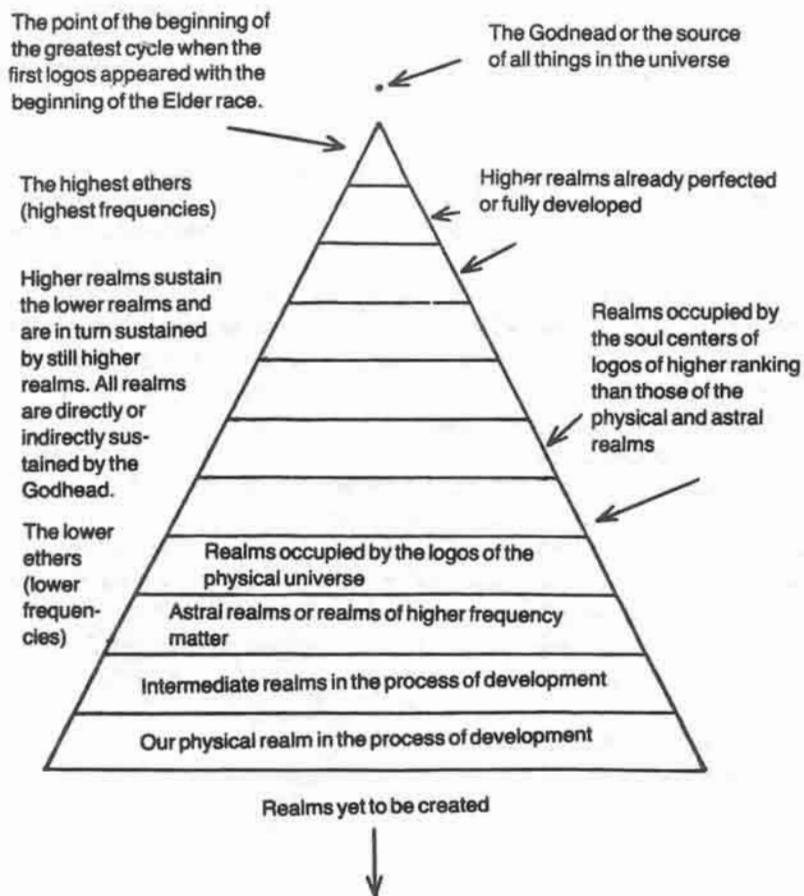 The point of the beginning of
the greatest cycle when the
first logos appeared with the
beginning of the Elder race.
The Godnead or the source
of all things in the universe
The highest ethers
(highest frequencies)
Higher realms already perfected
or fully developed
Higher realms sustain
the lower realms and
are in turn sustained
by still higher
realms. All realms
are directly or
indirectly sus-
tained by the
Godhead.
Realms occupied by
the soul centers of
logos of higher ranking
than those of the
physical and astral
realms
The lower
ethers
(lower
frequen-
cies)
Realms occupied by the logos of the
physical universe
Astral realms or realms of higher frequency
matter
Intermediate realms in the process of development
Our physical realm in the process of development
Realms yet to be created